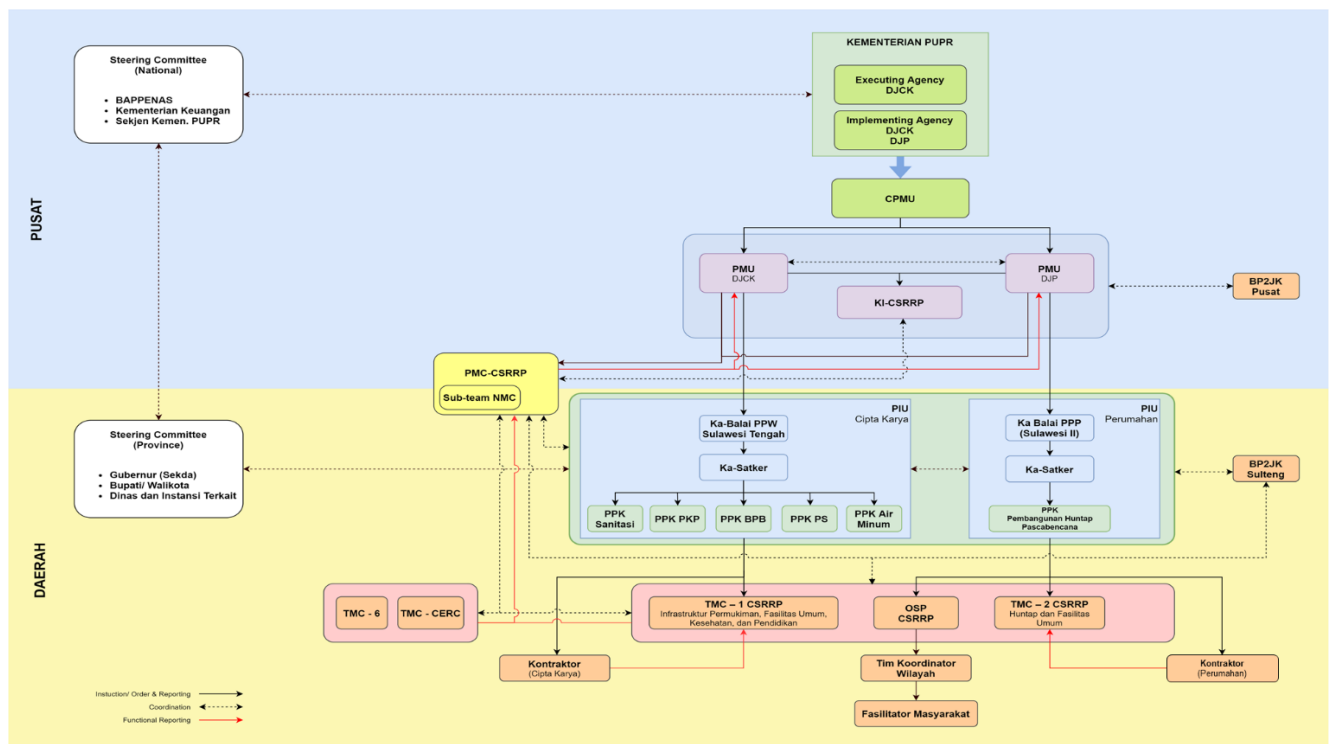 PUSAT
Steering Committee
(National)
• BAPPENAS
• Kementerian Keuangan
• Sekjen Kemen. PUPR
KEMENTERIAN PUPR
Executing Agency
DJCK
Implementing Agency
DJCK
DJP
CPMU
PMU
DJCK
PMU
DJP
KI-CSRRP
BP2JK
Pusat
PMC-CSRRP
Sub-team NMC
DAERAH
Steering Committee
(Province)
• Gubernur (Sekda)
• Bupati/ Walikota
• Dinas dan Instansi Terkait
PIU
Cipta Karya
Ka-Balai PPW
Sulawesi Tengah
Ka-Satker
PPK
Sanitasi
PPK PKP
PPK BPB
PPK PS
PPK Air
Minum
PIU
Perumahan
Ka Balai PPP
(Sulawesi II)
Ka-Satker
PPK
Pembangunan Huntap
Pascabencana
BP2JK
Sulteng
TMC - 6
TMC - CERC
TMC – 1 CSRRP
Infrastruktur Permukiman, Fasilitas Umum,
Kesehatan, dan Pendidikan
OSP
CSRRP
TMC – 2 CSRRP
Huntap dan Fasilitas
Umum
Kontraktor
(Cipta Karya)
Tim Koordinator
Wilayah
Kontraktor
(Perumahan)
Fasilitator Masyarakat
Instuction/ Order & Reporting
Coordination
Functional Reporting